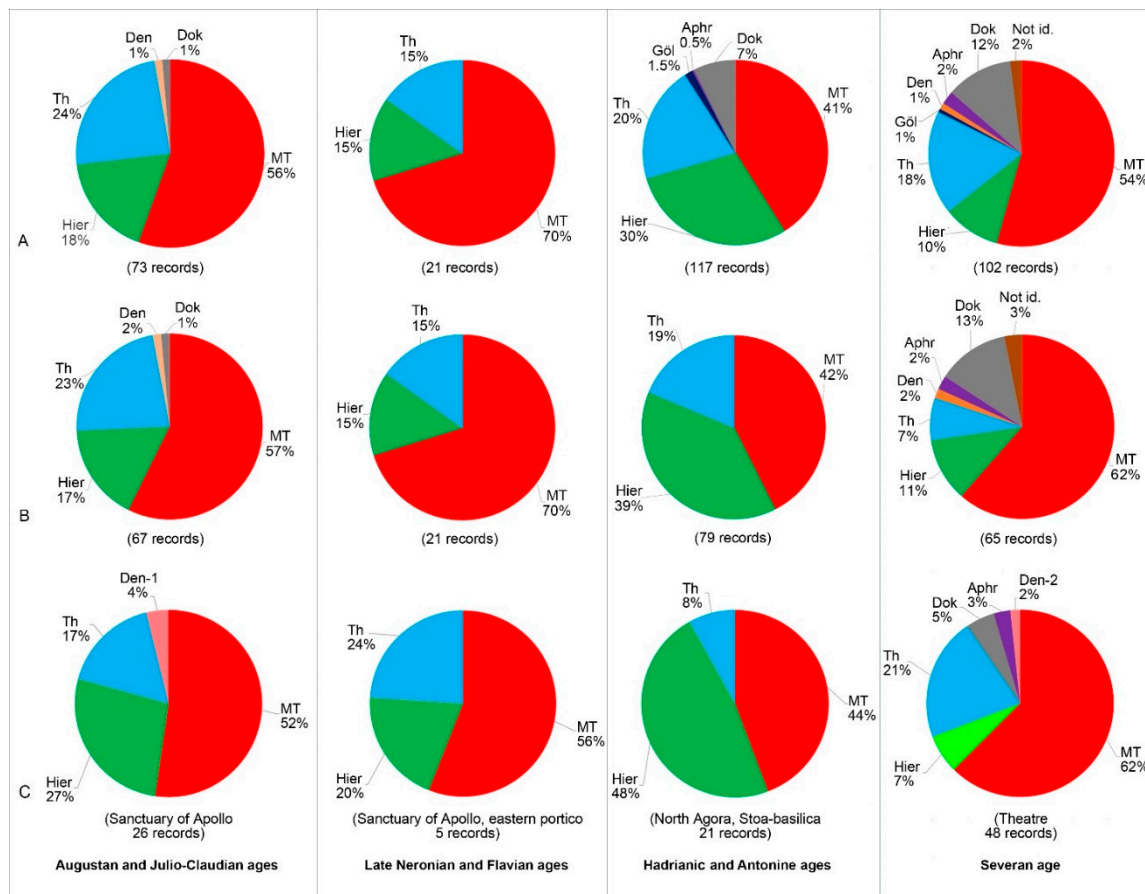 Den
1%
Dok
1%
Th
24%
MT
56%
Hier
18%
A
(73 records)
Th
15%
Hier
15%
MT
70%
(21 records)
Göl
1.5%
Aphr
0.5%
Dok
7%
Th
20%
MT
41%
Hier
30%
(117 records)
Dok
12%
Not id.
2%
Aphr
2%
Den
1%
Göl
1%
Th
18%
MT
54%
Hier
10%
(102 records)
Den
2%
Dok
1%
Th
23%
MT
57%
Hier
17%
B
(67 records)
Th
15%
Hier
15%
MT
70%
(21 records)
Th
19%
MT
42%
Hier
39%
(79 records)
Dok
13%
Not id.
3%
Aphr
2%
Den
2%
Th
7%
MT
62%
Hier
11%
(65 records)
Den-1
4%
Th
17%
MT
52%
Hier
27%
C
(Sanctuary of Apollo
26 records)
Th
24%
MT
56%
Hier
20%
(Sanctuary of Apollo, eastern portico
5 records)
Th
8%
MT
44%
Hier
48%
(North Agora, Stoa-basilica
21 records)
Dok
5%
Aphr
3%
Den-2
2%
Th
21%
MT
62%
Hier
7%
(Theatre
48 records)
Augustan and Julio-Claudian ages
Late Neronian and Flavian ages
Hadrianic and Antonine ages
Severan age